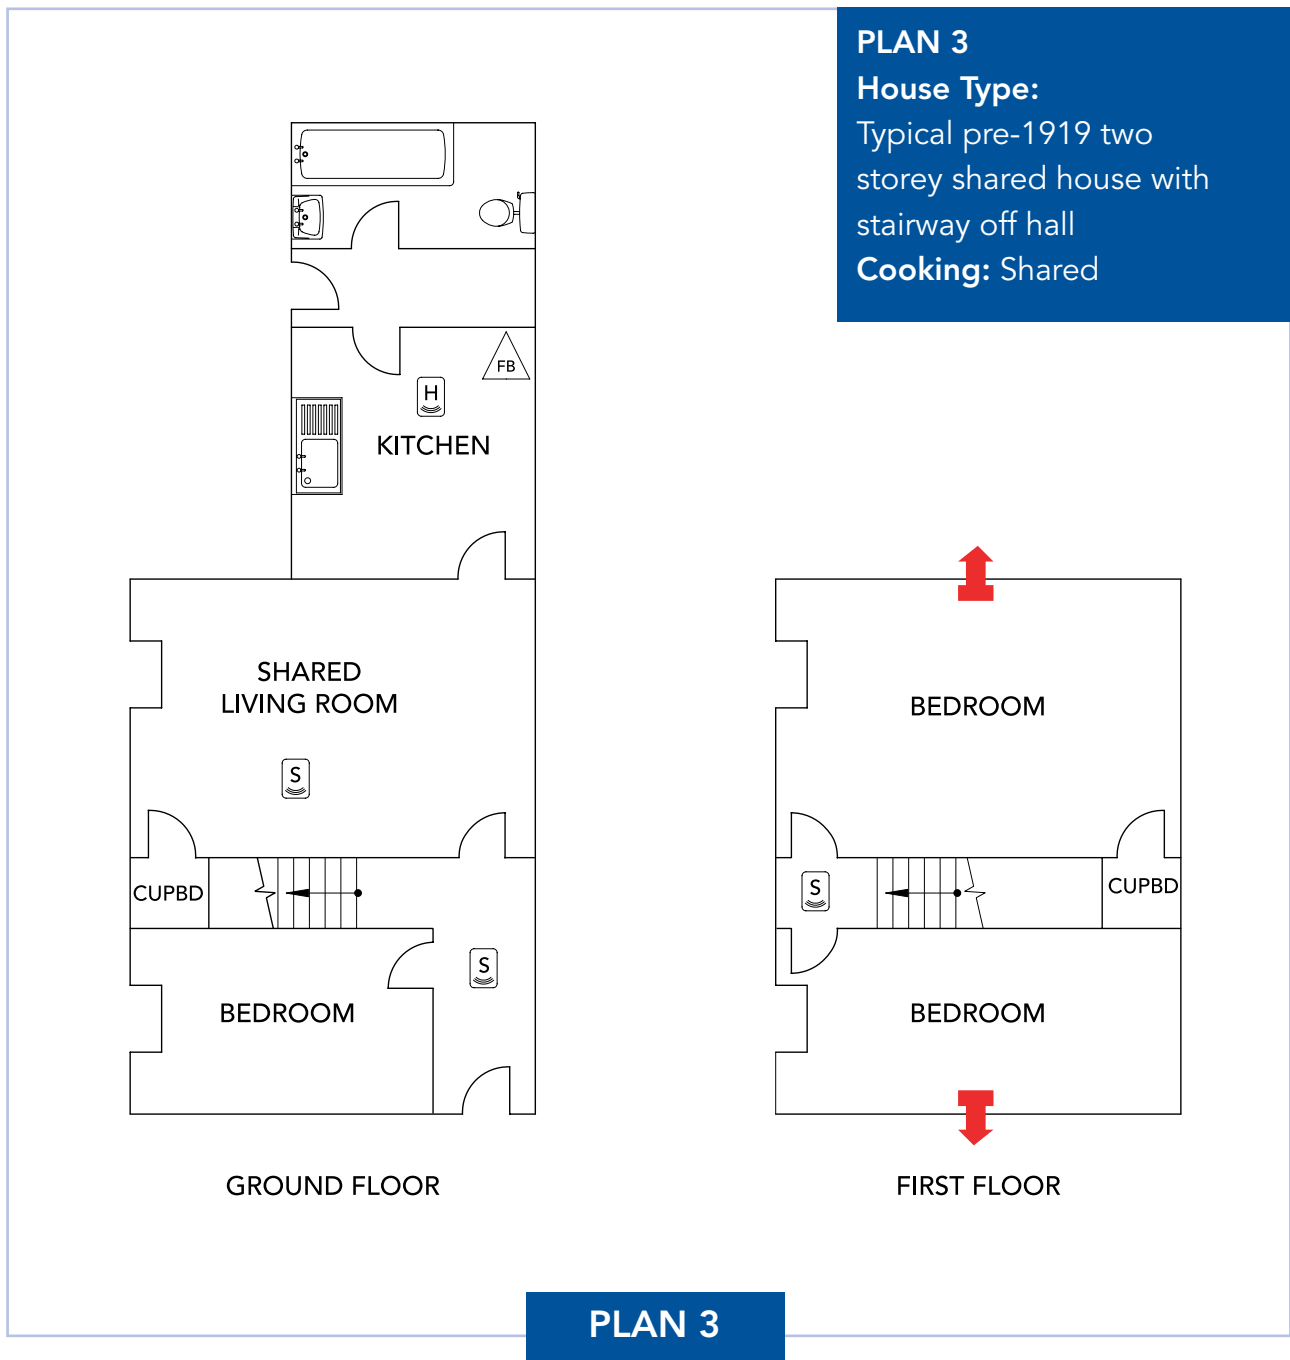 PLAN 3
House Type:
Typical pre-1919 two
storey shared house with
stairway off hall
Cooking: Shared
FB
H
KITCHEN
SHARED
LIVING ROOM
S
CUPBD
S
BEDROOM
GROUND FLOOR
BEDROOM
S
CUPBD
BEDROOM
FIRST FLOOR
PLAN 3